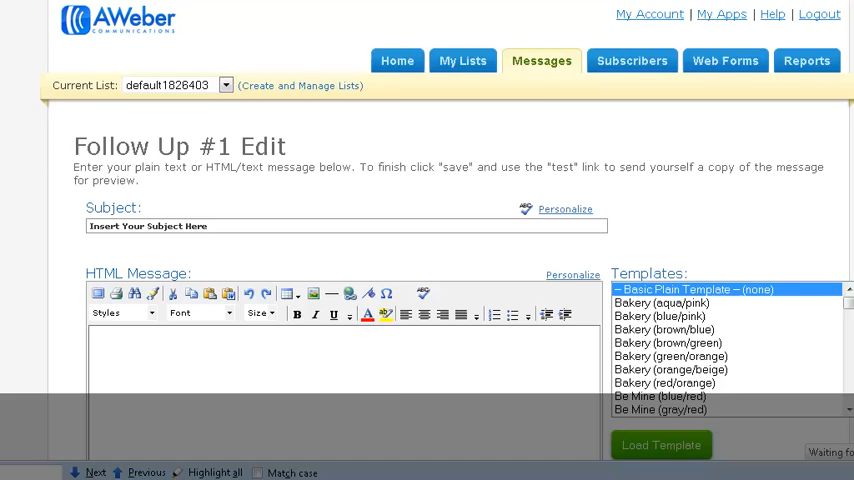 AWeber
COMMUNICATIONS
My Account | My Apps | Help | Logout
Home My Lists Messages Subscribers Web Forms Reports
Current List: default1826403 (Create and Manage Lists)
Follow Up #1 Edit
Enter your plain text or HTML/text message below. To finish click "save" and use the "test" link to send yourself a copy of the message
for preview.
Subject: ABC Personalize
Insert Your Subject Here
HTML Message: Personalize Templates:
-- Basic Plain Template -- (none)
Bakery (aqua/pink)
Styles Font Size B I U A ab
Bakery (blue/pink)
Bakery (brown/blue)
Bakery (brown/green)
Bakery (green/orange)
Bakery (orange/beige)
Bakery (red/orange)
Be Mine (blue/red)
Be Mine (gray/red)
Load Template
Waiting fo
Next Previous Highlight all Match case